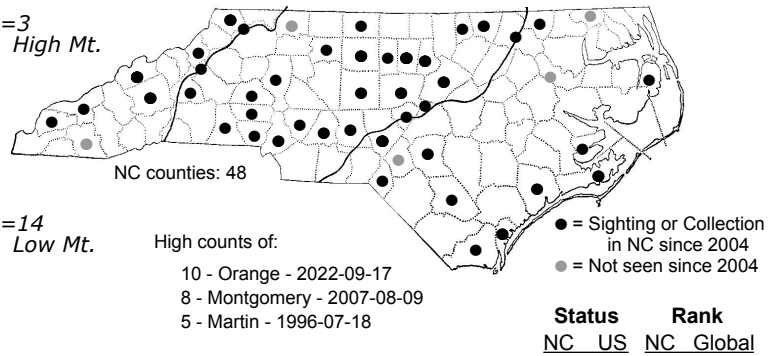 =3
High Mt.
NC counties: 48
=14
Low Mt.
High counts of:
10 - Orange - 2022-09-17
8 - Montgomery - 2007-08-09
5 - Martin - 1996-07-18
= Sighting or Collection
in NC since 2004
= Not seen since 2004
Status Rank
NC US NC Global